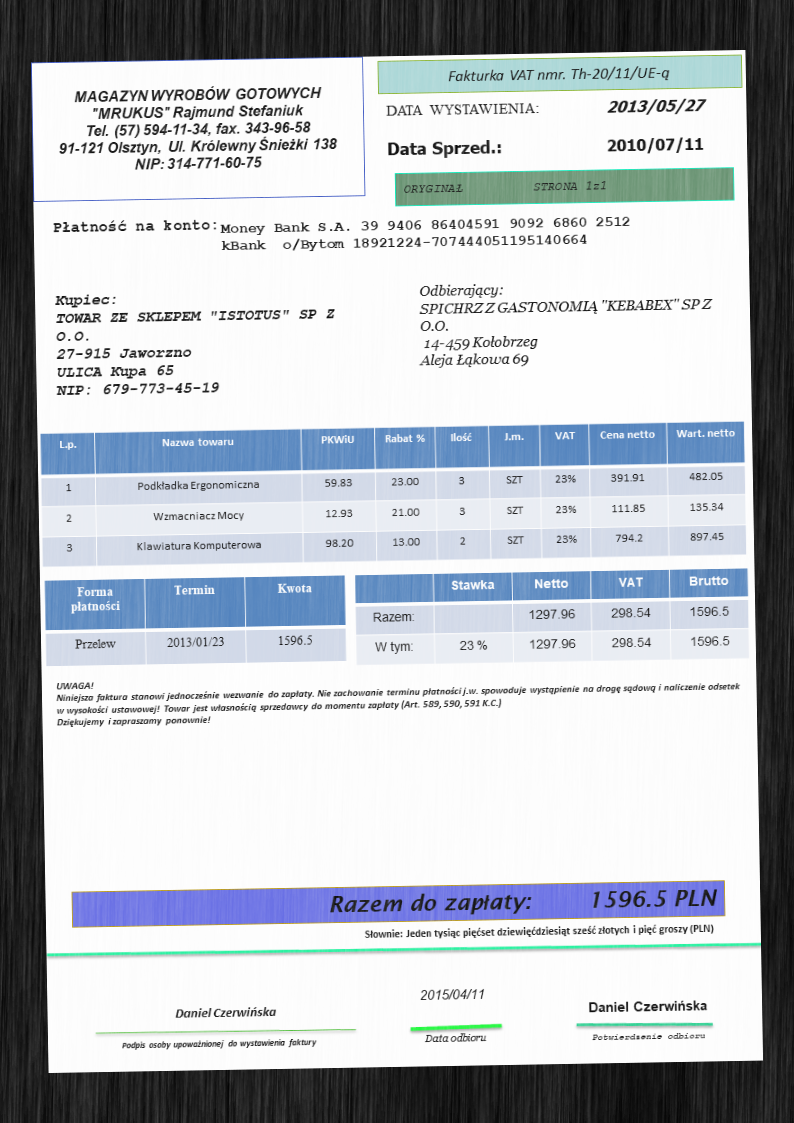 MAGAZYN WYROBÓW GOTOWYCH
"MRUKUS" Rajmund Stefaniuk
Tel. (57) 594-11-34, fax. 343-96-58
91-121 Olsztyn, Ul. Królewny Śnieżki 138
NIP: 314-771-60-75
Fakturka VAT nmr. Th-20/11/UE-q
DATA WYSTAWIENIA: 2013/05/27
Data Sprzed.: 2010/07/11
ORYGINAŁ STRONA 1z1
Płatność na konto: Money Bank S.A. 39 9406 86404591 9092 6860 2512
kBank o/Bytom 18921224-707444051195140664
Kupiec:
TOWAR ZE SKLEPEM "ISTOTUS" SP Z
O.O.
27-915 Jaworzno
ULICA Kupa 65
NIP: 679-773-45-19
Odbierający:
SPICHRZ Z GASTONOMIĄ "KEBABEX" SP Z
O.O.
14-459 Kołobrzeg
Aleja Łąkowa 69
L.p. Nazwa towaru PKWiU Rabat % Ilość J.m. VAT Cena netto Wart. netto
1 Podkładka Ergonomiczna 59.83 23.00 3 SZT 23% 391.91 482.05
2 Wzmacniacz Mocy 12.93 21.00 3 SZT 23% 111.85 135.34
3 Klawiatura Komputerowa 98.20 13.00 2 SZT 23% 794.2 897.45
Forma płatności Termin Kwota
Przelew 2013/01/23 1596.5
Stawka Netto VAT Brutto
Razem: 1297.96 298.54 1596.5
W tym: 23 % 1297.96 298.54 1596.5
UWAGA!
Niniejsza faktura stanowi jednocześnie wezwanie do zapłaty. Nie zachowanie terminu płatności j.w. spowoduje wystąpienie na drogę sądową i naliczenie odsetek
w wysokości ustawowej! Towar jest własnością sprzedawcy do momentu zapłaty (Art. 589, 590, 591 K.C.)
Dziękujemy i zapraszamy ponownie!
Razem do zapłaty: 1596.5 PLN
Słownie: Jeden tysiąc pięćset dziewięćdziesiąt sześć złotych i pięć groszy (PLN)
Daniel Czerwińska
2015/04/11
Daniel Czerwińska
Podpis osoby upoważnionej do wystawienia faktury
Data odbioru
Potwierdzenie odbioru